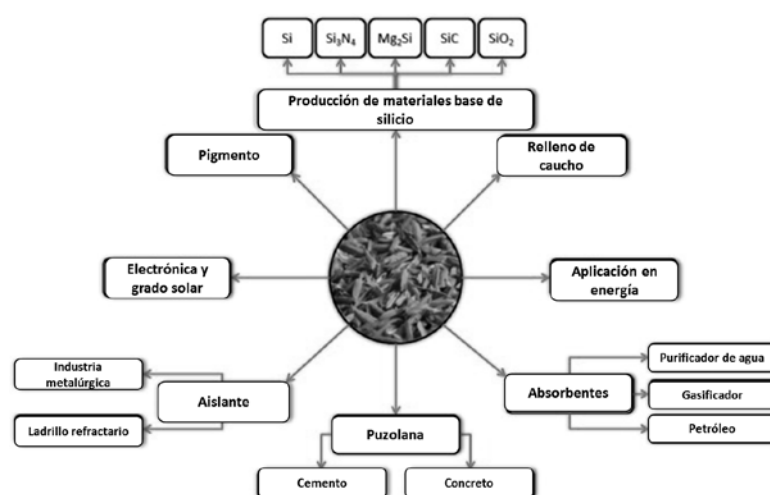 Si
Si₃N₄
Mg₂Si
SiC
SiO₂
Producción de materiales base de
silicio
Pigmento
Relleno de
caucho
Electrónica y
grado solar
Aplicación en
energía
Industria
metalúrgica
Aislante
Ladrillo refractario
Purificador de agua
Absorbentes
Gasificador
Petróléo
Puzolana
Cemento
Concreto